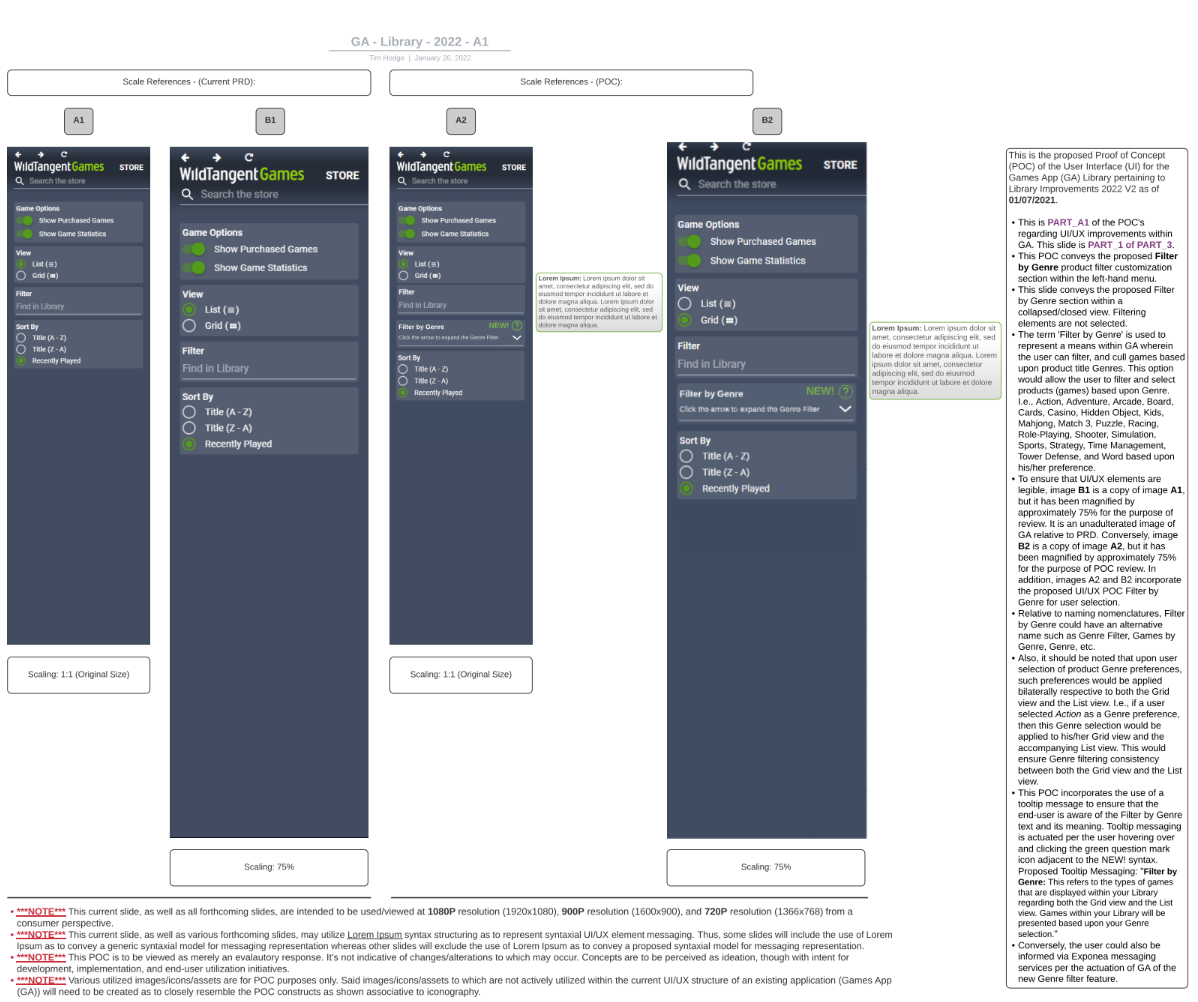 GA - Library - 2022 - A1
Tim Hodge | January 26, 2022
Scale References - (Current PRD):
Scale References - (POC):
A1
B1
A2
B2
WildTangent Games STORE
Search the store
Game Options
Show Purchased Games
Show Game Statistics
View
List (≡)
Grid (𝌆)
Filter
Find in Library
Sort By
Title (A - Z)
Title (Z - A)
Recently Played
Scaling: 1:1 (Original Size)
WildTangent Games STORE
Search the store
Game Options
Show Purchased Games
Show Game Statistics
View
List (≡)
Grid (𝌆)
Filter
Find in Library
Sort By
Title (A - Z)
Title (Z - A)
Recently Played
Scaling: 75%
WildTangent Games STORE
Search the store
Game Options
Show Purchased Games
Show Game Statistics
View
List (≡)
Grid (𝌆)
Filter
Find in Library
Filter by Genre NEW! ?
Click the arrow to expand the Genre Filter
Sort By
Title (A - Z)
Title (Z - A)
Recently Played
Scaling: 1:1 (Original Size)
Lorem Ipsum: Lorem ipsum dolor sit
amet, consectetur adipiscing elit, sed do
eiusmod tempor incididunt ut labore et
dolore magna aliqua. Lorem ipsum dolor
sit amet, consectetur adipiscing elit, sed
do eiusmod tempor incididunt ut labore et
dolore magna aliqua.
WildTangent Games STORE
Search the store
Game Options
Show Purchased Games
Show Game Statistics
View
List (≡)
Grid (𝌆)
Filter
Find in Library
Filter by Genre NEW! ?
Click the arrow to expand the Genre Filter
Sort By
Title (A - Z)
Title (Z - A)
Recently Played
Scaling: 75%
Lorem Ipsum: Lorem ipsum dolor sit
amet, consectetur adipiscing elit, sed
do eiusmod tempor incididunt ut
labore et dolore magna aliqua. Lorem
ipsum dolor sit amet, consectetur
adipiscing elit, sed do eiusmod
tempor incididunt ut labore et dolore
magna aliqua.
This is the proposed Proof of Concept
(POC) of the User Interface (UI) for the
Games App (GA) Library pertaining to
Library Improvements 2022 V2 as of
01/07/2021.
• This is PART_A1 of the POC's
regarding UI/UX improvements within
GA. This slide is PART_1 of PART_3.
• This POC conveys the proposed Filter
by Genre product filter customization
section within the left-hand menu.
• This slide conveys the proposed Filter
by Genre section within a
collapsed/closed view. Filtering
elements are not selected.
• The term 'Filter by Genre' is used to
represent a means within GA wherein
the user can filter, and cull games based
upon product title Genres. This option
would allow the user to filter and select
products (games) based upon Genre.
I.e., Action, Adventure, Arcade, Board,
Cards, Casino, Hidden Object, Kids,
Mahjong, Match 3, Puzzle, Racing,
Role-Playing, Shooter, Simulation,
Sports, Strategy, Time Management,
Tower Defense, and Word based upon
his/her preference.
• To ensure that UI/UX elements are
legible, image B1 is a copy of image A1,
but it has been magnified by
approximately 75% for the purpose of
review. It is an unadulterated image of
GA relative to PRD. Conversely, image
B2 is a copy of image A2, but it has
been magnified by approximately 75%
for the purpose of POC review. In
addition, images A2 and B2 incorporate
the proposed UI/UX POC Filter by
Genre for user selection.
• Relative to naming nomenclatures, Filter
by Genre could have an alternative
name such as Genre Filter, Games by
Genre, Genre, etc.
• Also, it should be noted that upon user
selection of product Genre preferences,
such preferences would be applied
bilaterally respective to both the Grid
view and the List view. I.e., if a user
selected Action as a Genre preference,
then this Genre selection would be
applied to his/her Grid view and the
accompanying List view. This would
ensure Genre filtering consistency
between both the Grid view and the List
view.
• This POC incorporates the use of a
tooltip message to ensure that the
end-user is aware of the Filter by Genre
text and its meaning. Tooltip messaging
is actuated per the user hovering over
and clicking the green question mark
icon adjacent to the NEW! syntax.
Proposed Tooltip Messaging: "Filter by
Genre: This refers to the types of games
that are displayed within your Library
regarding both the Grid view and the List
view. Games within your Library will be
presented based upon your Genre
selection."
• Conversely, the user could also be
informed via Exponea messaging
services per the actuation of GA of the
new Genre filter feature.
• ***NOTE*** This current slide, as well as all forthcoming slides, are intended to be used/viewed at 1080P resolution (1920x1080), 900P resolution (1600x900), and 720P resolution (1366x768) from a
consumer perspective.
• ***NOTE*** This current slide, as well as various forthcoming slides, may utilize Lorem Ipsum syntax structuring as to represent syntaxial UI/UX element messaging. Thus, some slides will include the use of Lorem
Ipsum as to convey a generic syntaxial model for messaging representation whereas other slides will exclude the use of Lorem Ipsum as to convey a proposed syntaxial model for messaging representation.
• ***NOTE*** This POC is to be viewed as merely an evalautory response. It's not indicative of changes/alterations to which may occur. Concepts are to be perceived as ideation, though with intent for
development, implementation, and end-user utilization initiatives.
• ***NOTE*** Various utilized images/icons/assets are for POC purposes only. Said images/icons/assets to which are not actively utilized within the current UI/UX structure of an existing application (Games App
(GA)) will need to be created as to closely resemble the POC constructs as shown associative to iconography.